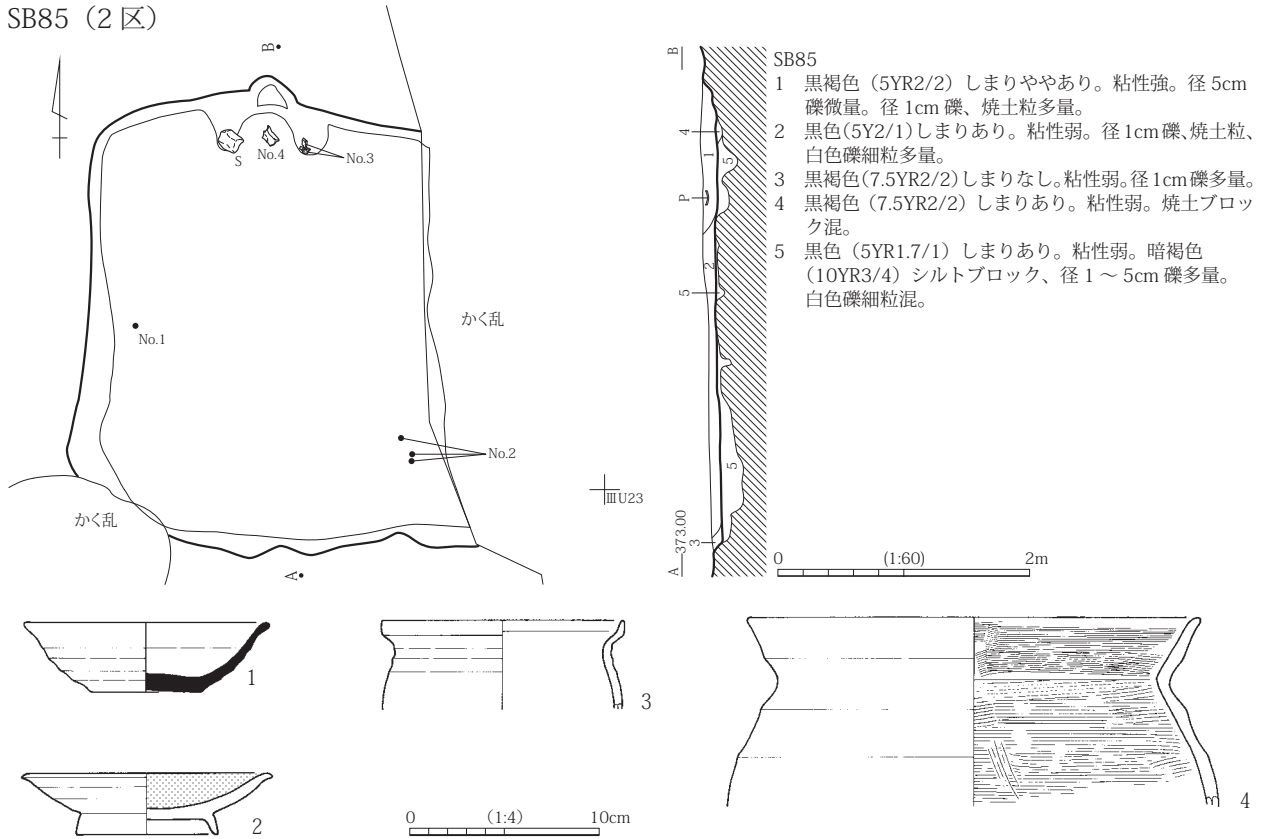 SB85（2 区）
B
S
No.4
No.3
No.1
かく乱
No.2
ⅢU23
かく乱
A
B
4
1
5
P
2
5
5
373.00
3
A
SB85
1 黒褐色（5YR2/2）しまりややあり。粘性強。径 5cm
礫微量。径 1cm 礫、焼土粒多量。
2 黒色(5Y2/1)しまりあり。粘性弱。径1cm礫、焼土粒、
白色礫細粒多量。
3 黒褐色(7.5YR2/2)しまりなし。粘性弱。径1cm礫多量。
4 黒褐色（7.5YR2/2）しまりあり。粘性弱。焼土ブロッ
ク混。
5 黒色（5YR1.7/1）しまりあり。粘性弱。暗褐色
（10YR3/4）シルトブロック、径 1 ～ 5cm 礫多量。
白色礫細粒混。
0 (1:60) 2m
1
3
4
2
0 (1:4) 10cm